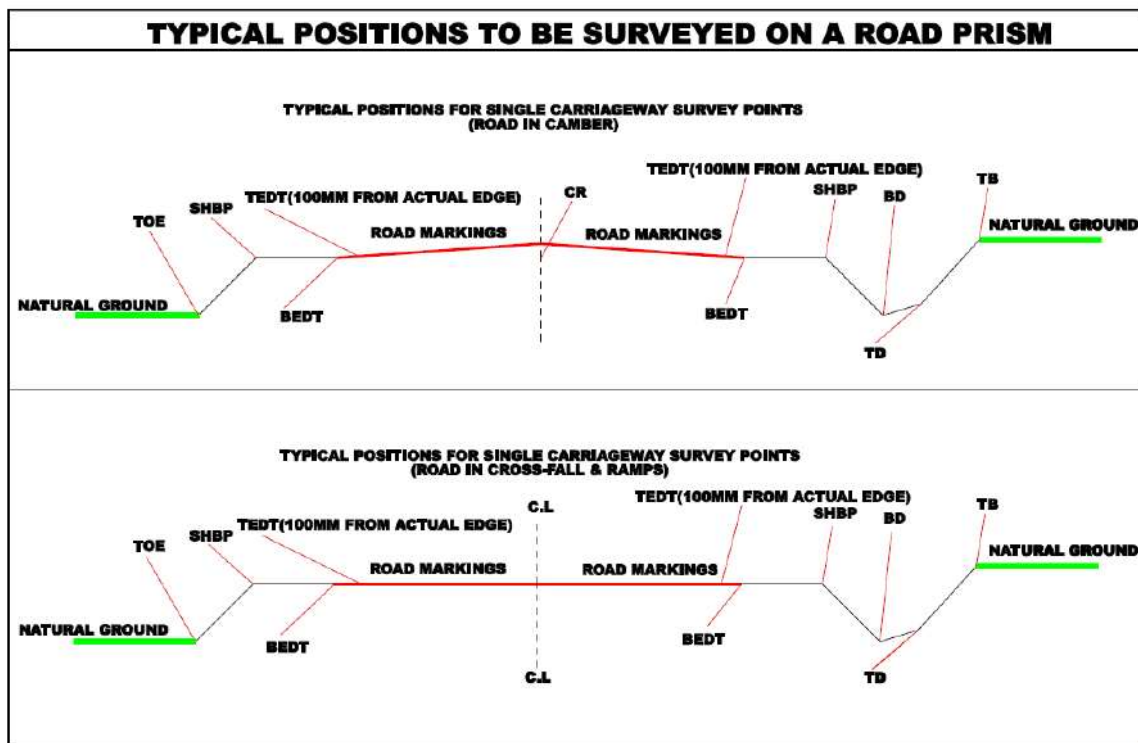 TYPICAL POSITIONS TO BE SURVEYED ON A ROAD PRISM
TYPICAL POSITIONS FOR SINGLE CARRIAGEWAY SURVEY POINTS
(ROAD IN CAMBER)
TEDT(100MM FROM ACTUAL EDGE)
TB
CR
SHBP
BD
TEDT(100MM FROM ACTUAL EDGE)
SHBP
TOE
NATURAL GROUND
ROAD MARKINGS
ROAD MARKINGS
NATURAL GROUND
BEDT
BEDT
TD
TYPICAL POSITIONS FOR SINGLE CARRIAGEWAY SURVEY POINTS
(ROAD IN CROSS-FALL & RAMPS)
TEDT(100MM FROM ACTUAL EDGE)
C.L
TB
SHBP
BD
TEDT(100MM FROM ACTUAL EDGE)
SHBP
TOE
NATURAL GROUND
ROAD MARKINGS
ROAD MARKINGS
NATURAL GROUND
BEDT
BEDT
C.L
TD